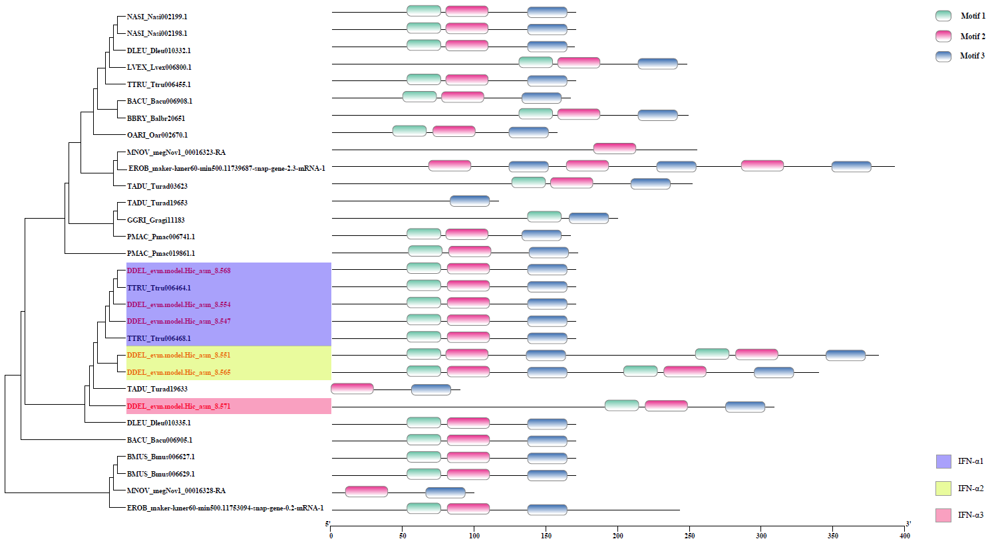 NASI_Nasi002199.1
NASI_Nasi002198.1
DLEU_Dleu010332.1
LVEX_Lvex006800.1
TTRU_Ttru006455.1
BACU_Bacu006908.1
BBRY_Balbr20651
OARI_Oar002670.1
MNOV_megNov1_00016323-RA
EROB_maker-kmer60-min500.11739687-snap-gene-2.3-mRNA-1
TADU_Turad03623
TADU_Turad19653
GGRI_Gragi11183
PMAC_Pmac006741.1
PMAC_Pmac019861.1
DDEL_evm.model.Hic_asm_8.568
TTRU_Ttru006464.1
DDEL_evm.model.Hic_asm_8.554
DDEL_evm.model.Hic_asm_8.547
TTRU_Ttru006468.1
DDEL_evm.model.Hic_asm_8.551
DDEL_evm.model.Hic_asm_8.565
TADU_Turad19633
DDEL_evm.model.Hic_asm_8.571
DLEU_Dleu010335.1
BACU_Bacu006905.1
BMUS_Bmus006627.1
BMUS_Bmus006629.1
MNOV_megNov1_00016328-RA
EROB_maker-kmer60-min500.11753094-snap-gene-0.2-mRNA-1
Motif 1
Motif 2
Motif 3
IFN-α1
IFN-α2
IFN-α3
5' 3'
0 50 100 150 200 250 300 350 400